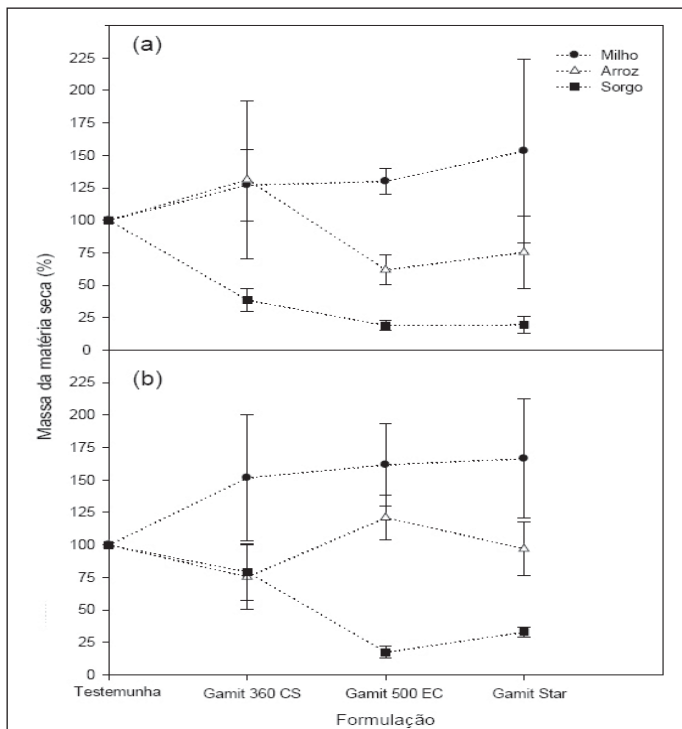 (a)
Milho
Arroz
Sorgo
225
200
175
150
125
100
75
50
25
0
Massa da matéria seca (%)
(b)
225
200
175
150
125
100
75
50
25
0
Testemunha Gamit 360 CS Gamit 500 EC Gamit Star
Formulação